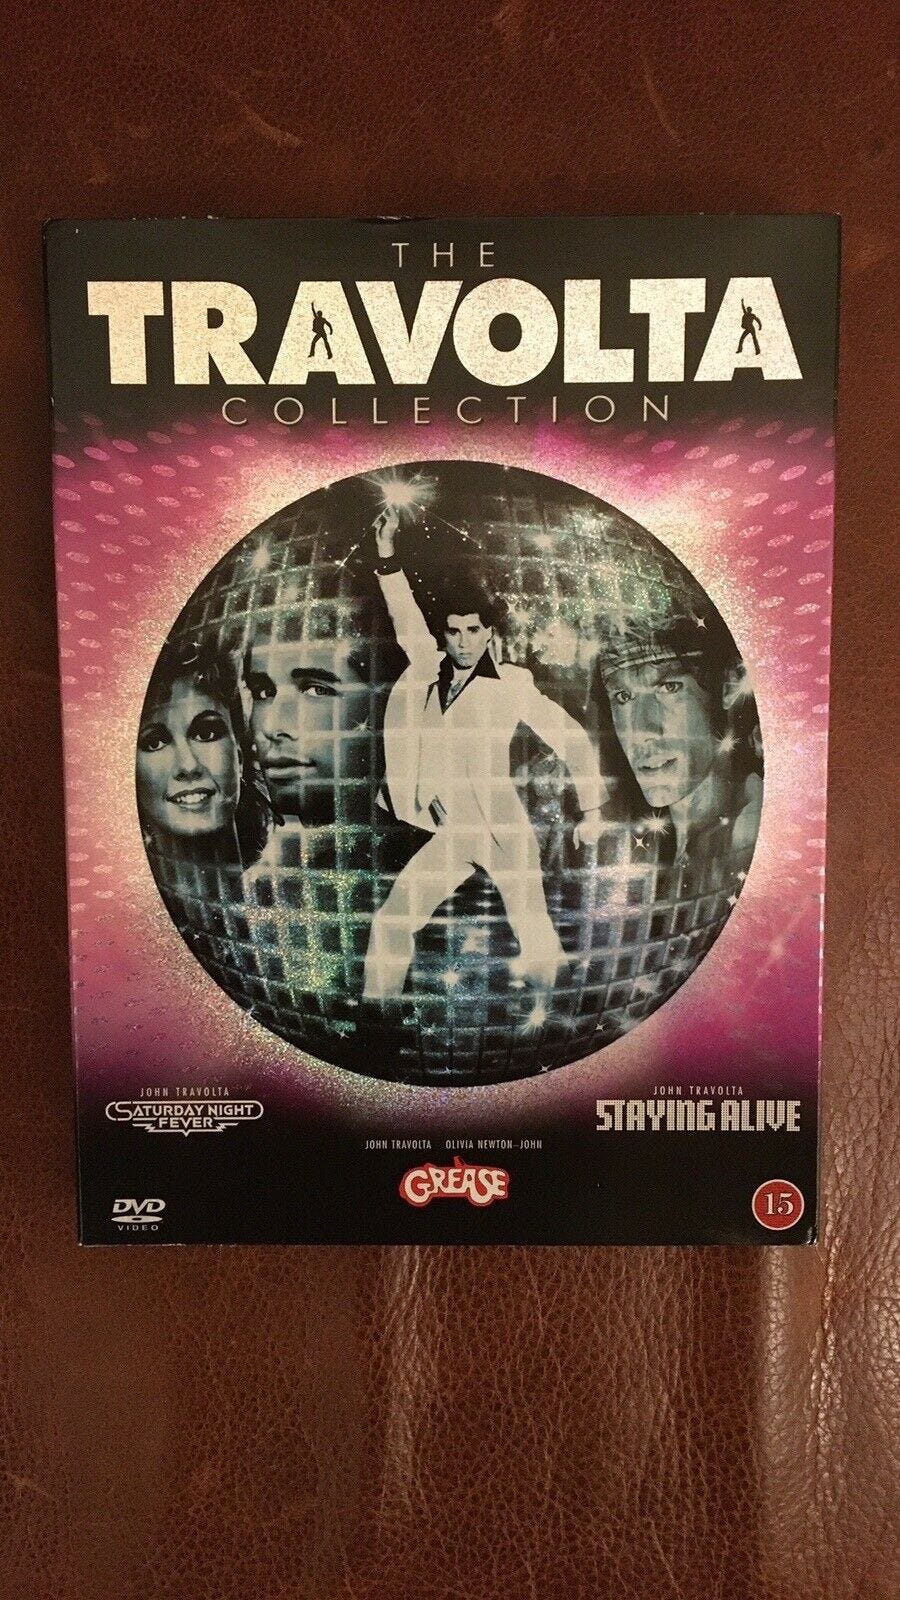 THE
TRAVOLTA
COLLECTION
JOHN TRAVOLTA
SATURDAY NIGHT
FEVER
JOHN TRAVOLTA
STAYING ALIVE
JOHN TRAVOLTA OLIVIA NEWTON-JOHN
GREASE
DVD
VIDEO
15